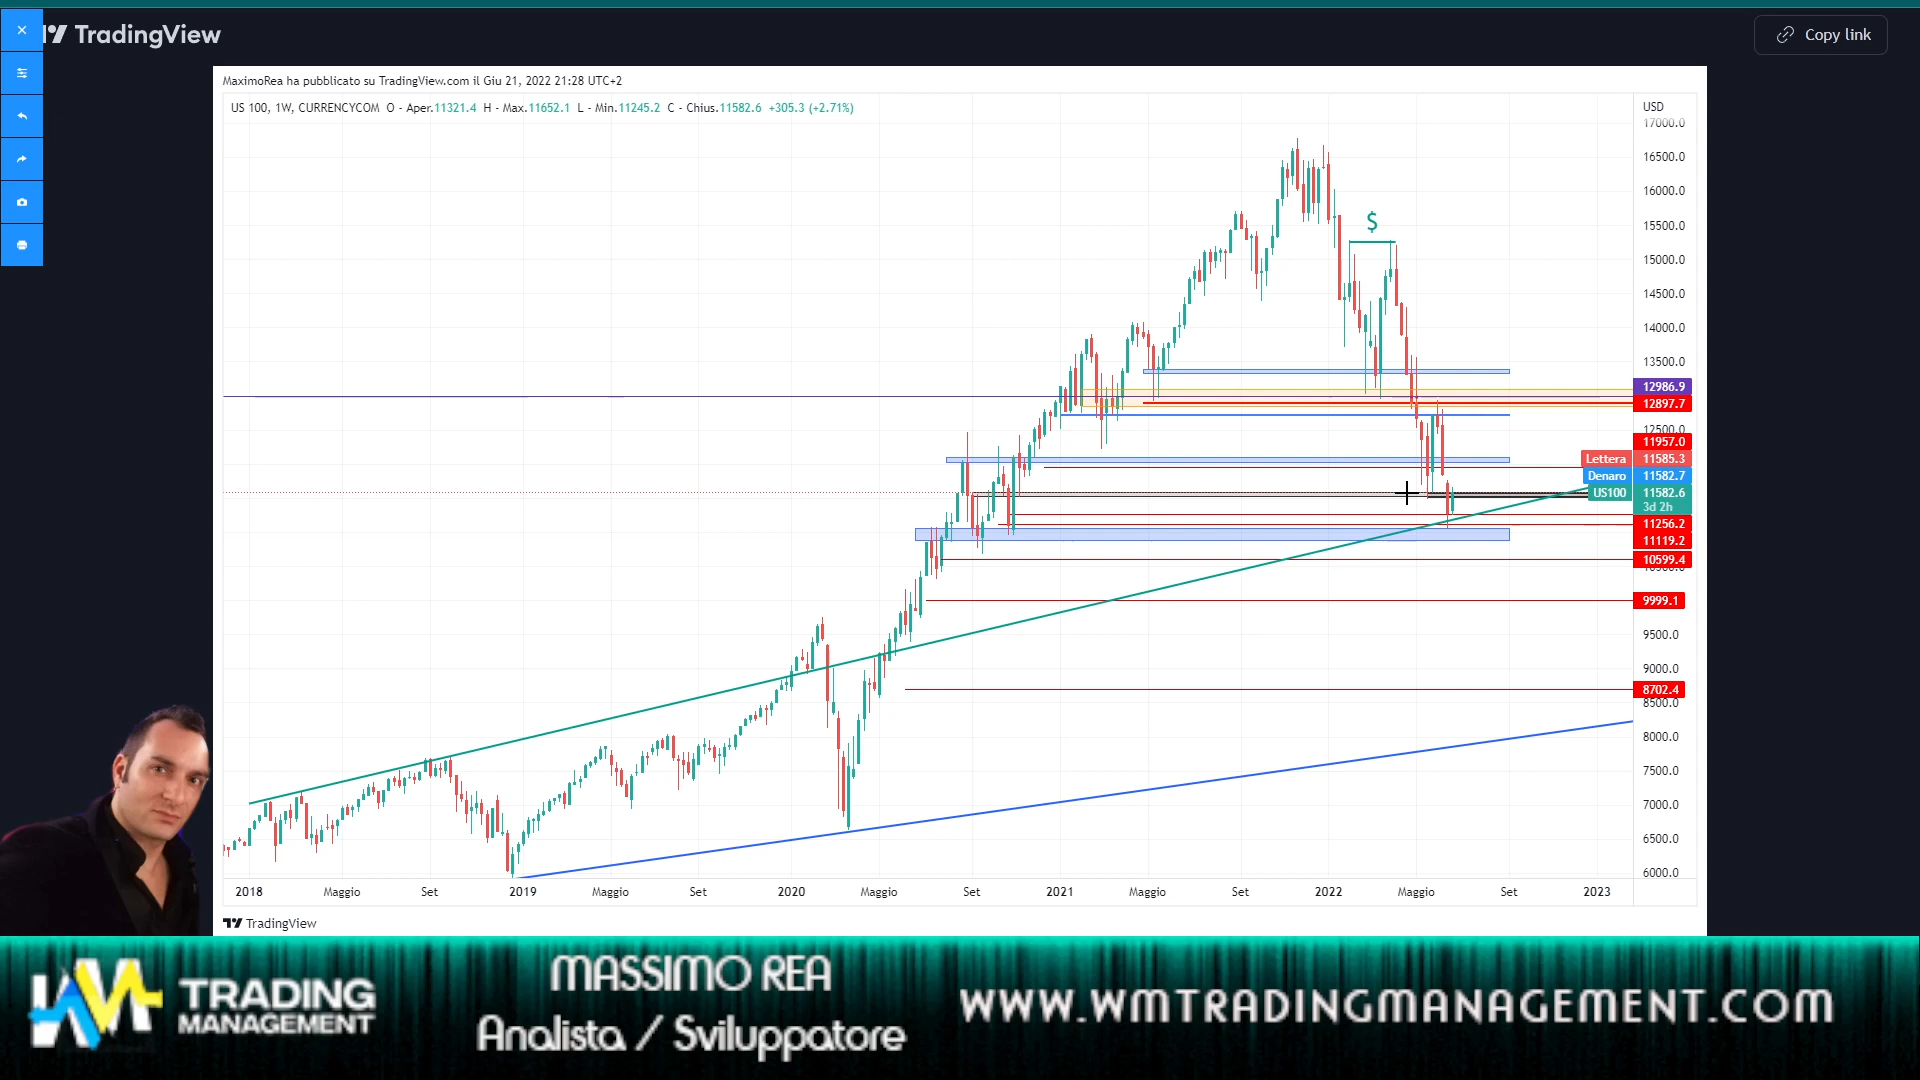 TradingView
Copy link
MaximoRea ha pubblicato su TradingView.com il Giu 21, 2022 21:28 UTC+2
US 100, 1W, CURRENCYCOM O - Aper.11321.4 H - Max.11652.1 L - Min.11245.2 C - Chius.11582.6 +305.3 (+2.71%)
USD
17000.0
16500.0
16000.0
$
15500.0
15000.0
14500.0
14000.0
13500.0
12986.9
12897.7
12500.0
11957.0
Lettera 11585.3
Denaro 11582.7
US100 11582.6
3d 2h
11256.2
11119.2
10599.4
9999.1
9500.0
9000.0
8702.4
8500.0
8000.0
7500.0
7000.0
6500.0
6000.0
2018 Maggio Set 2019 Maggio Set 2020 Maggio Set 2021 Maggio Set 2022 Maggio Set 2023
TradingView
TRADING
MANAGEMENT
MASSIMO REA
Analista / Sviluppatore
WWW.WMTRADINGMANAGEMENT.COM